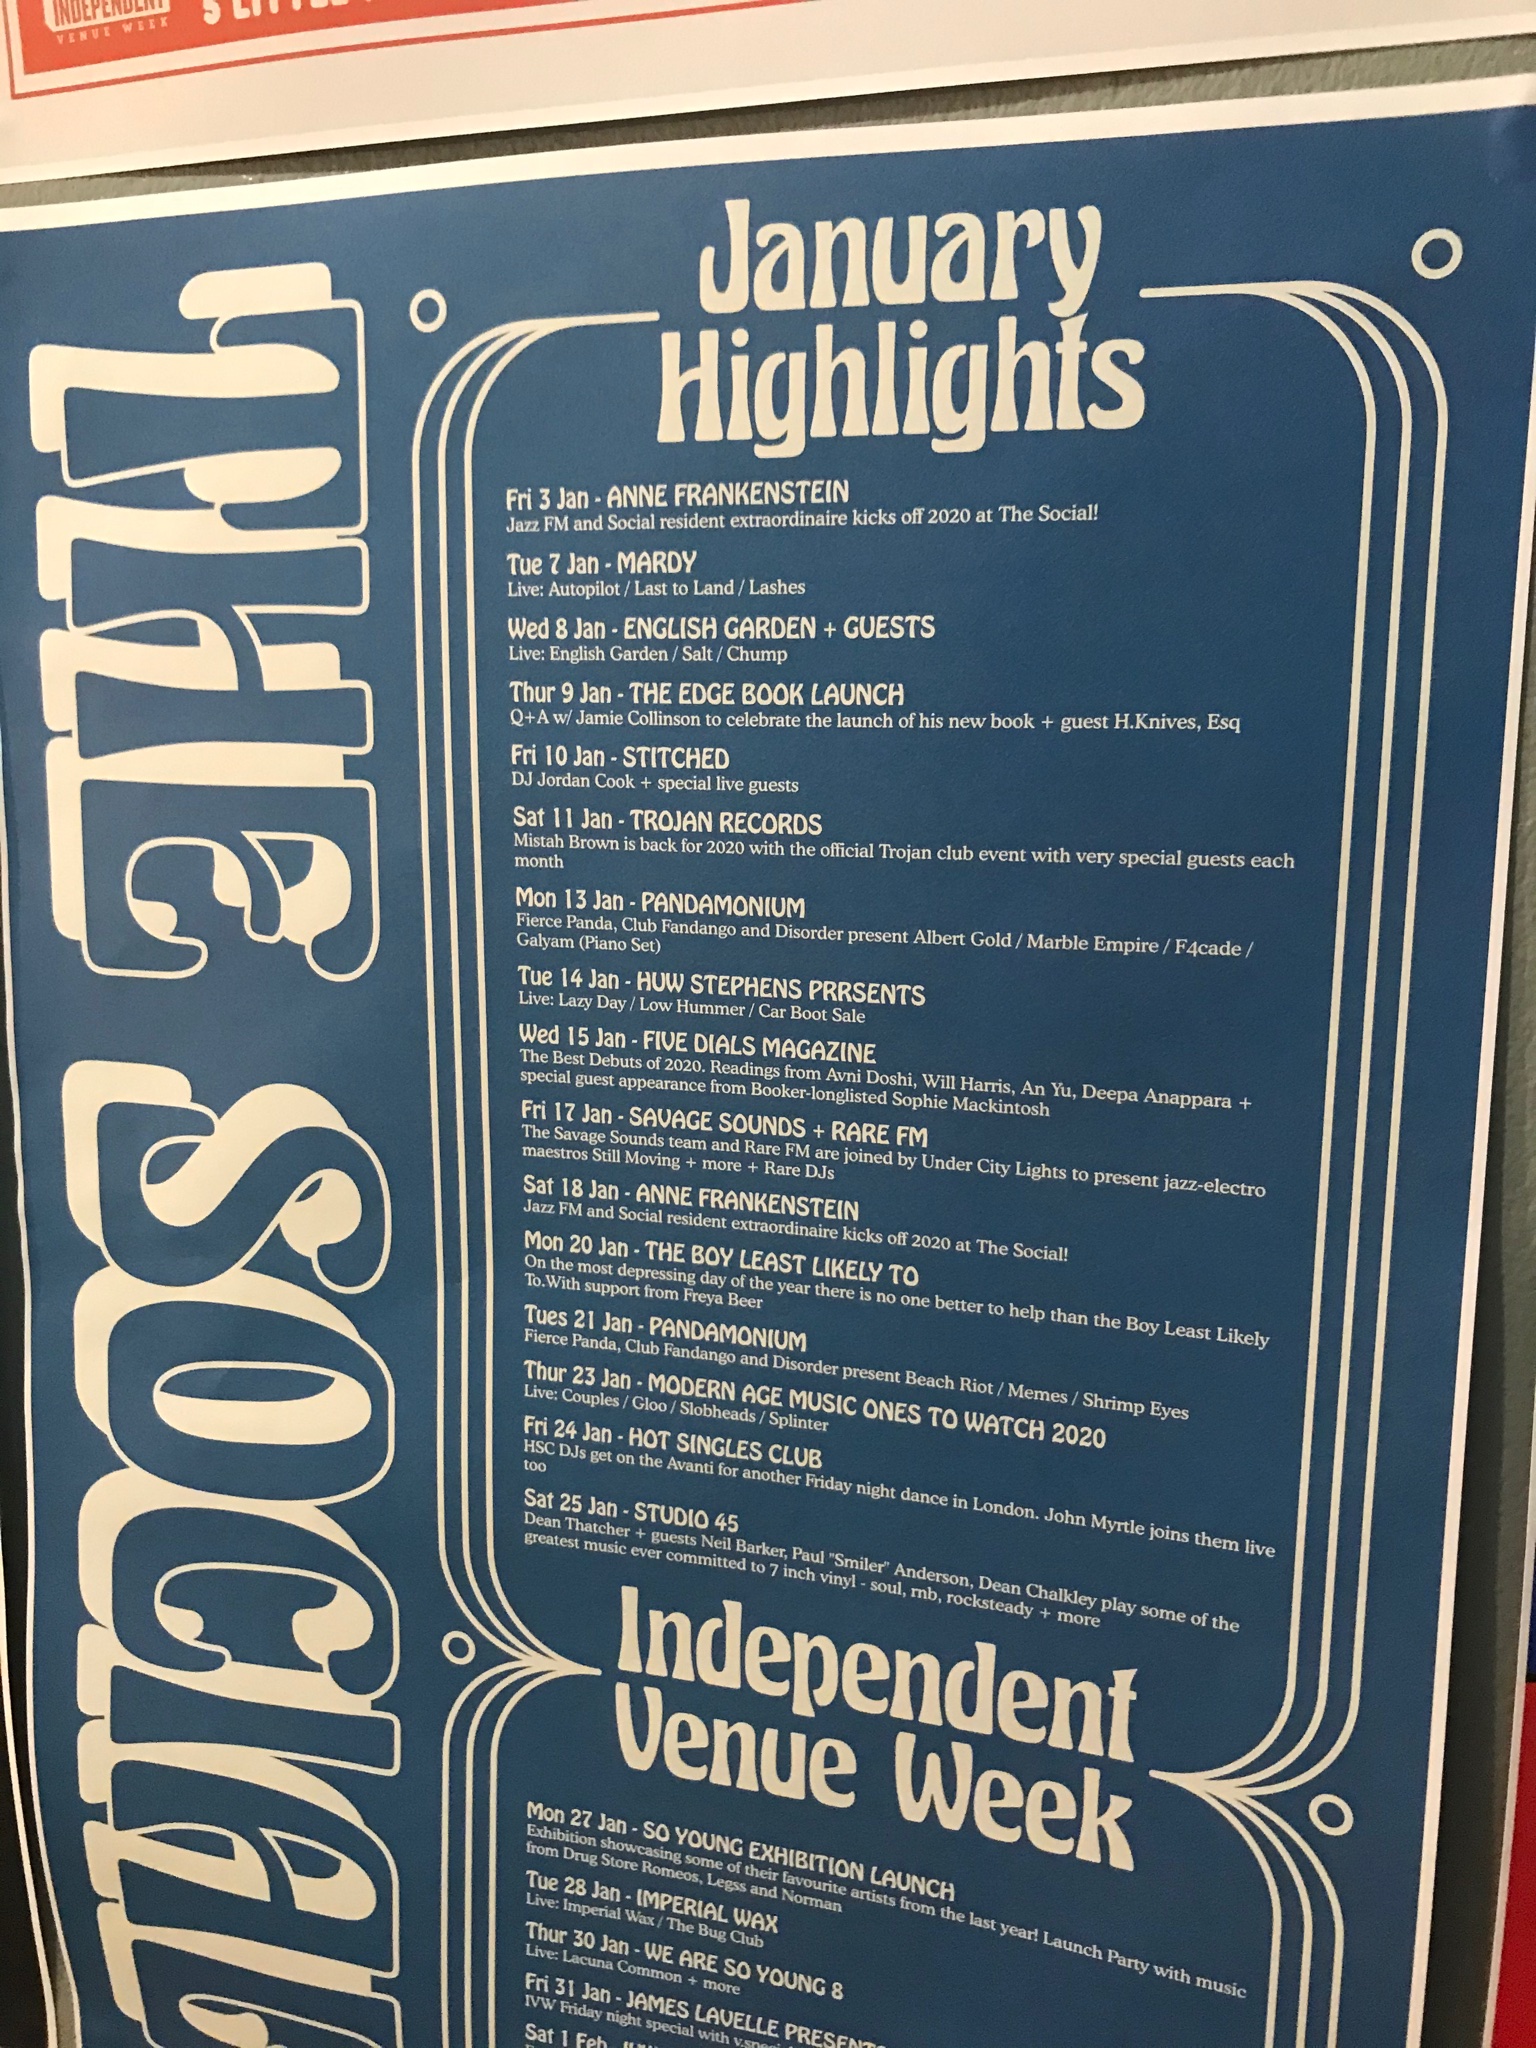 INDEPENDENT
VENUE WEEK
THE SOCIAL
January
Highlights
Fri 3 Jan - ANNE FRANKENSTEIN
Jazz FM and Social resident extraordinaire kicks off 2020 at The Social!
Tue 7 Jan - MARDY
Live: Autopilot / Last to Land / Lashes
Wed 8 Jan - ENGLISH GARDEN + GUESTS
Live: English Garden / Salt / Chump
Thur 9 Jan - THE EDGE BOOK LAUNCH
Q+A w/ Jamie Collinson to celebrate the launch of his new book + guest H.Knives, Esq
Fri 10 Jan - STITCHED
DJ Jordan Cook + special live guests
Sat 11 Jan - TROJAN RECORDS
Mistah Brown is back for 2020 with the official Trojan club event with very special guests each
month
Mon 13 Jan - PANDAMONIUM
Fierce Panda, Club Fandango and Disorder present Albert Gold / Marble Empire / F4cade /
Galyam (Piano Set)
Tue 14 Jan - HUW STEPHENS PRRSENTS
Live: Lazy Day / Low Hummer / Car Boot Sale
Wed 15 Jan - FIVE DIALS MAGAZINE
The Best Debuts of 2020. Readings from Avni Doshi, Will Harris, An Yu, Deepa Anappara +
special guest appearance from Booker-longlisted Sophie Mackintosh
Fri 17 Jan - SAVAGE SOUNDS + RARE FM
The Savage Sounds team and Rare FM are joined by Under City Lights to present jazz-electro
maestros Still Moving + more + Rare DJs
Sat 18 Jan - ANNE FRANKENSTEIN
Jazz FM and Social resident extraordinaire kicks off 2020 at The Social!
Mon 20 Jan - THE BOY LEAST LIKELY TO
On the most depressing day of the year there is no one better to help than the Boy Least Likely
To.With support from Freya Beer
Tues 21 Jan - PANDAMONIUM
Fierce Panda, Club Fandango and Disorder present Beach Riot / Memes / Shrimp Eyes
Thur 23 Jan - MODERN AGE MUSIC ONES TO WATCH 2020
Live: Couples / Gloo / Slobheads / Splinter
Fri 24 Jan - HOT SINGLES CLUB
HSC DJs get on the Avanti for another Friday night dance in London. John Myrtle joins them live
too
Sat 25 Jan - STUDIO 45
Dean Thatcher + guests Neil Barker, Paul "Smiler" Anderson, Dean Chalkley play some of the
greatest music ever committed to 7 inch vinyl - soul, rnb, rocksteady + more
Independent
Venue Week
Mon 27 Jan - SO YOUNG EXHIBITION LAUNCH
Exhibition showcasing some of their favourite artists from the last year! Launch Party with music
from Drug Store Romeos, Legss and Norman
Tue 28 Jan - IMPERIAL WAX
Live: Imperial Wax / The Bug Club
Thur 30 Jan - WE ARE SO YOUNG 8
Live: Lacuna Common + more
Fri 31 Jan - JAMES LAVELLE PRESENTS
IVW Friday night special with
Sat 1 Feb